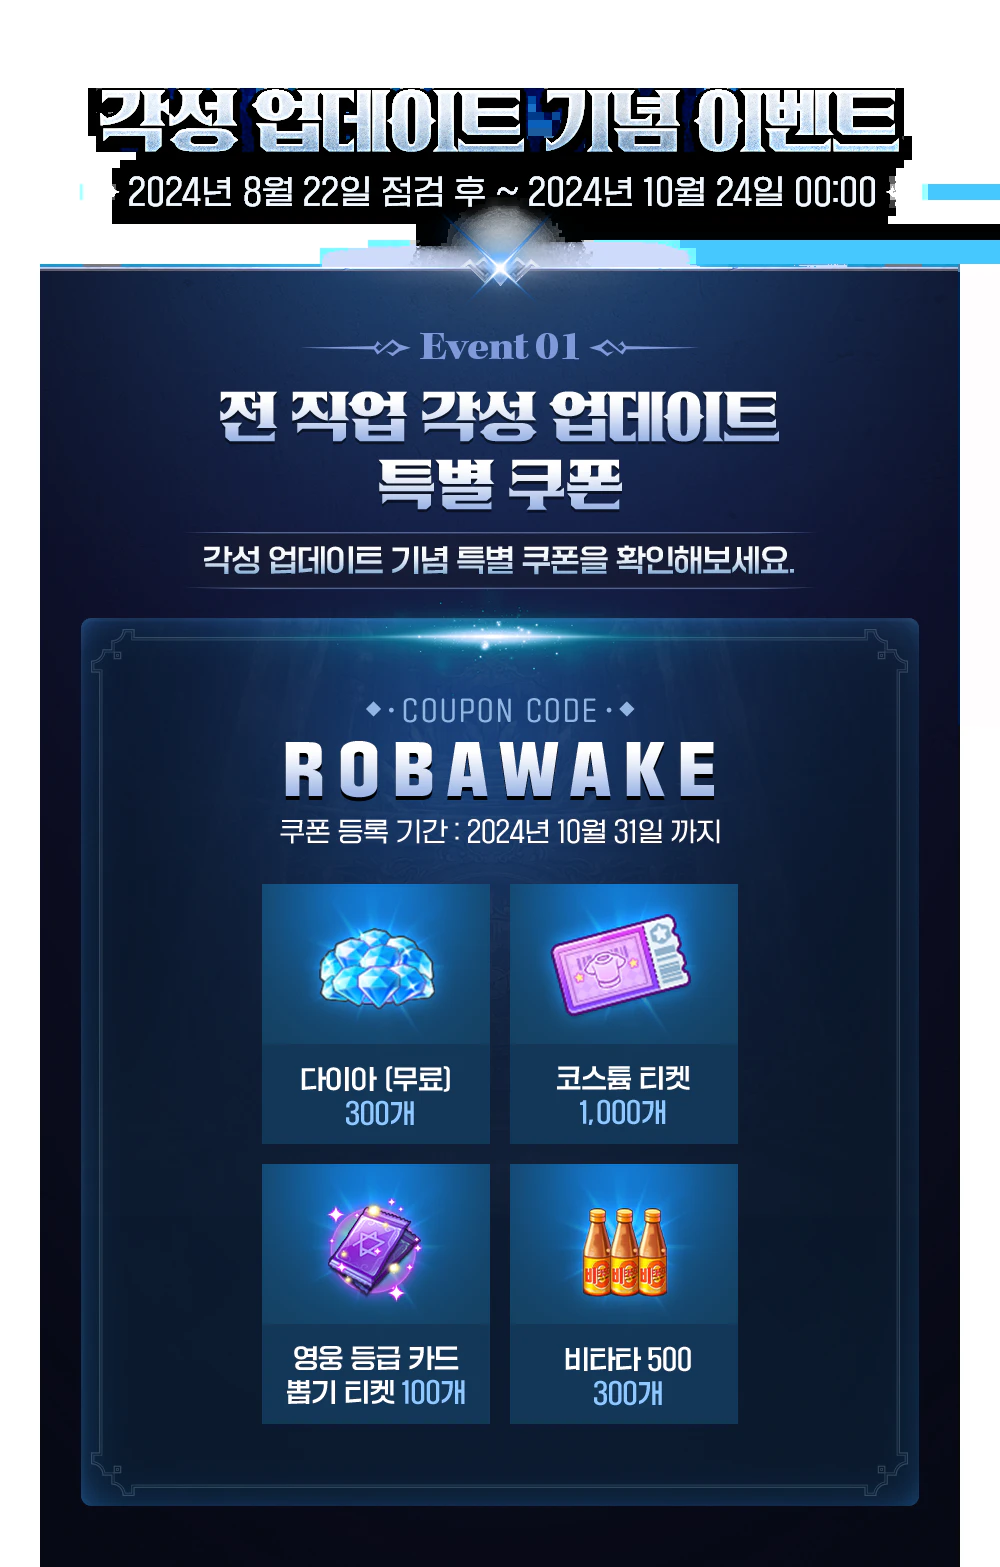 각성 업데이트 기념 이벤트
2024년 8월 22일 점검 후 ~ 2024년 10월 24일 00:00
Event 01
전 직업 각성 업데이트
특별 쿠폰
각성 업데이트 기념 특별 쿠폰을 확인해보세요.
COUPON CODE
ROBAWAKE
쿠폰 등록 기간 : 2024년 10월 31일 까지
다이아 (무료)
300개
코스튬 티켓
1,000개
영웅 등급 카드
뽑기 티켓 100개
비타타 500
300개